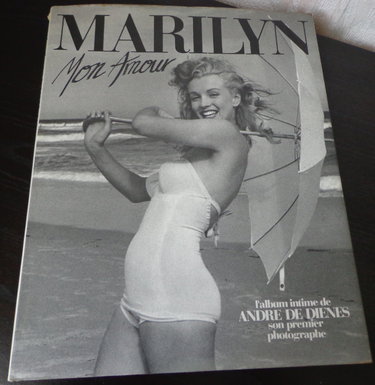 MARILYN
Mon Amour
l'album intime de
ANDRE DE DIENES
son premier
photographe